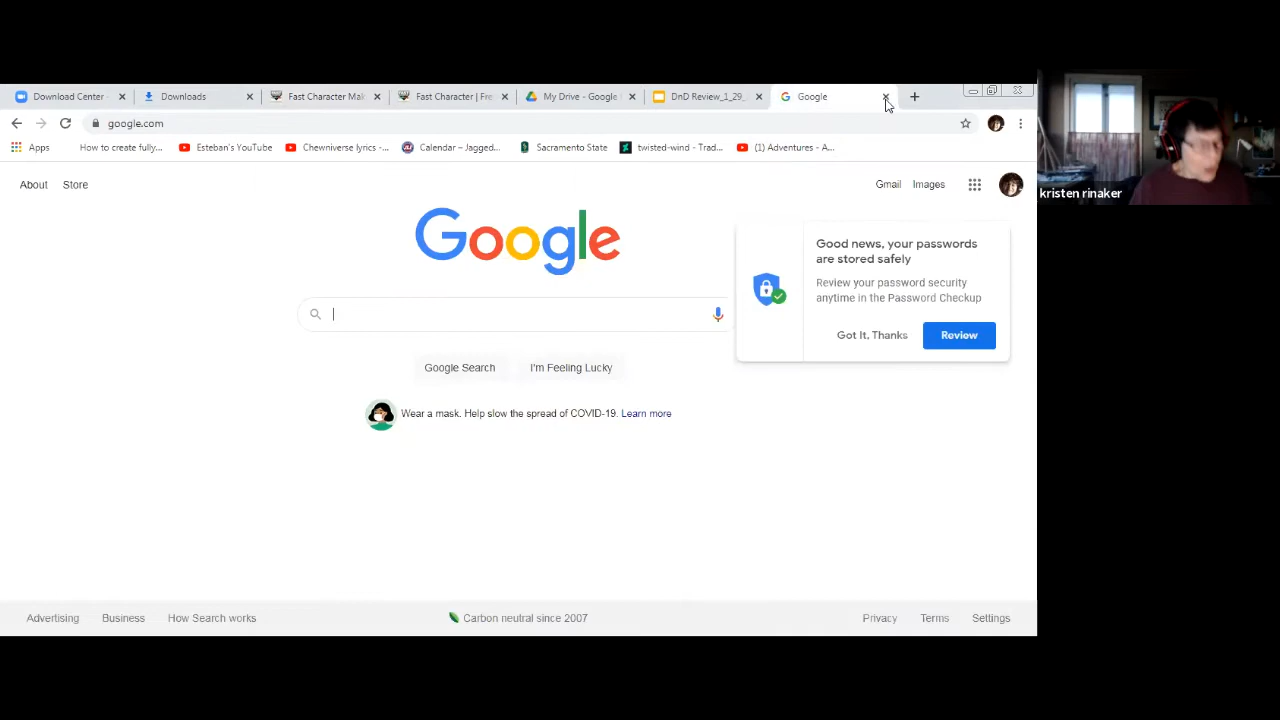 Download Center
Downloads
Fast Character Mak
Fast Character | Fre
My Drive - Google
DnD Review_1_29_
Google
google.com
Apps
How to create fully...
Esteban's YouTube
Chewniverse lyrics -...
Calendar – Jagged...
Sacramento State
twisted-wind - Trad...
(1) Adventures - A...
About
Store
Gmail
Images
kristen rinaker
Google
Good news, your passwords
are stored safely
Review your password security
anytime in the Password Checkup
Got It, Thanks
Review
Google Search
I'm Feeling Lucky
Wear a mask. Help slow the spread of COVID-19. Learn more
Advertising
Business
How Search works
Carbon neutral since 2007
Privacy
Terms
Settings